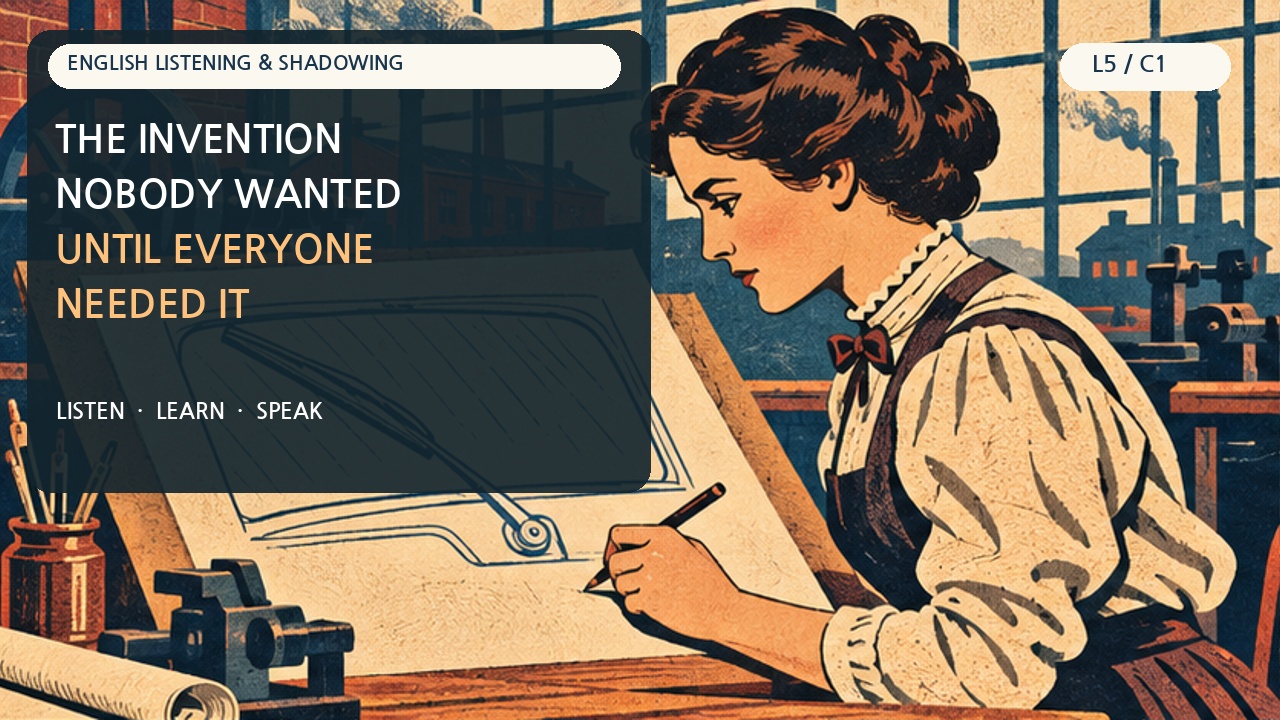 ENGLISH LISTENING & SHADOWING
L5 / C1
THE INVENTION
NOBODY WANTED
UNTIL EVERYONE
NEEDED IT
LISTEN · LEARN · SPEAK